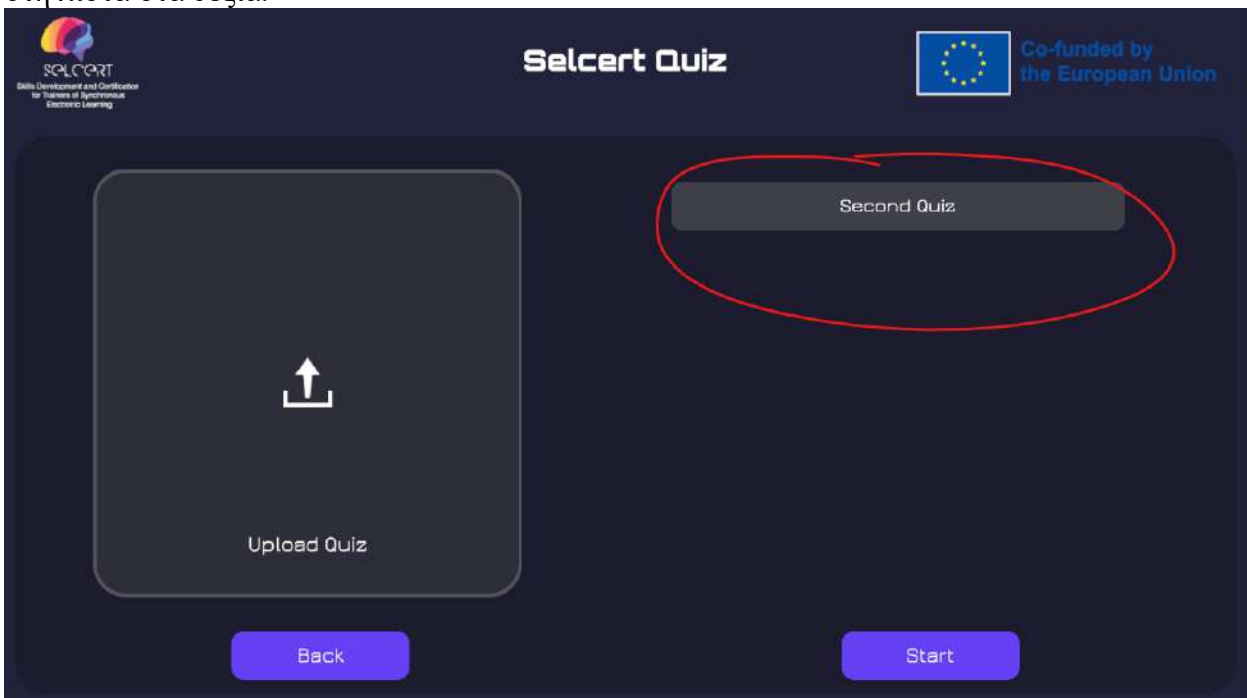 SELCERT
Skills Development and Certification
for Trainers of Synchronous
Electronic Learning
Selcert Quiz
Co-funded by
the European Union
Second Quiz
Upload Quiz
Back
Start